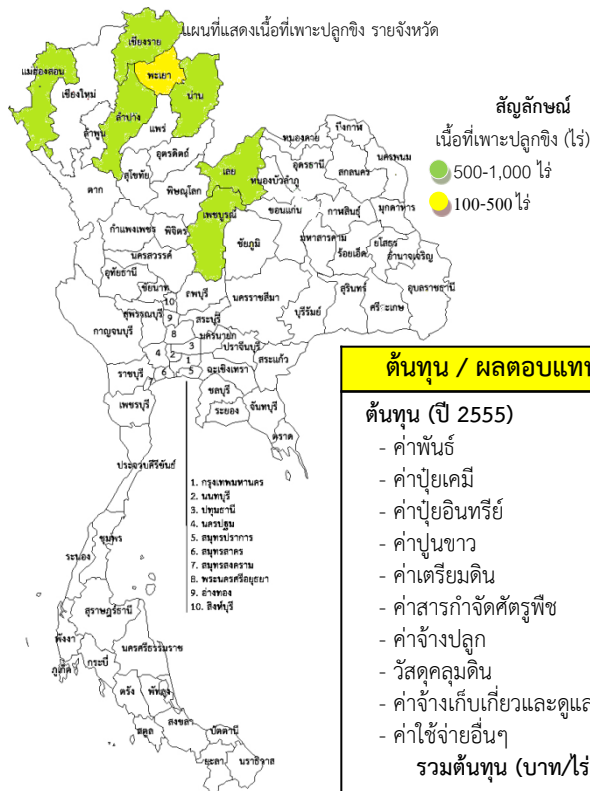 แผนที่แสดงเนื้อที่เพาะปลูกขิง รายจังหวัด
เชียงราย
แม่ฮ่องสอน
พะเยา
เชียงใหม่
น่าน
ลำปาง
ลำพูน
แพร่
อุตรดิตถ์
สุโขทัย
ตาก
พิษณุโลก
เลย
หนองคาย
บึงกาฬ
อุดรธานี
นครพนม
สกลนคร
หนองบัวลำภู
เพชรบูรณ์
ขอนแก่น
กาฬสินธุ์
มุกดาหาร
กำแพงเพชร
พิจิตร
ชัยภูมิ
มหาสารคาม
ร้อยเอ็ด
ยโสธร
อำนาจเจริญ
นครสวรรค์
อุทัยธานี
ชัยนาท
ลพบุรี
นครราชสีมา
บุรีรัมย์
สุรินทร์
ศรีสะเกษ
อุบลราชธานี
10
สุพรรณบุรี
9
สระบุรี
กาญจนบุรี
8
นครนายก
3
ปราจีนบุรี
4
2
1
สระแก้ว
ราชบุรี
7
6
5
ฉะเชิงเทรา
ชลบุรี
เพชรบุรี
ระยอง
จันทบุรี
ตราด
ประจวบคีรีขันธ์
ชุมพร
ระนอง
สุราษฎร์ธานี
พังงา
นครศรีธรรมราช
ภูเก็ต
กระบี่
ตรัง
พัทลุง
สตูล
สงขลา
ปัตตานี
ยะลา
นราธิวาส
1. กรุงเทพมหานคร
2. นนทบุรี
3. ปทุมธานี
4. นครปฐม
5. สมุทรปราการ
6. สมุทรสาคร
7. สมุทรสงคราม
8. พระนครศรีอยุธยา
9. อ่างทอง
10. สิงห์บุรี
สัญลักษณ์
เนื้อที่เพาะปลูกขิง (ไร่)
500-1,000 ไร่
100-500 ไร่
ต้นทุน / ผลตอบแทน
ต้นทุน (ปี 2555)
- ค่าพันธ์
- ค่าปุ๋ยเคมี
- ค่าปุ๋ยอินทรีย์
- ค่าปูนขาว
- ค่าเตรียมดิน
- ค่าสารกำจัดศัตรูพืช
- ค่าจ้างปลูก
- วัสดุคลุมดิน
- ค่าจ้างเก็บเกี่ยวและดูแล
- ค่าใช้จ่ายอื่นๆ
รวมต้นทุน (บาท/ไร่